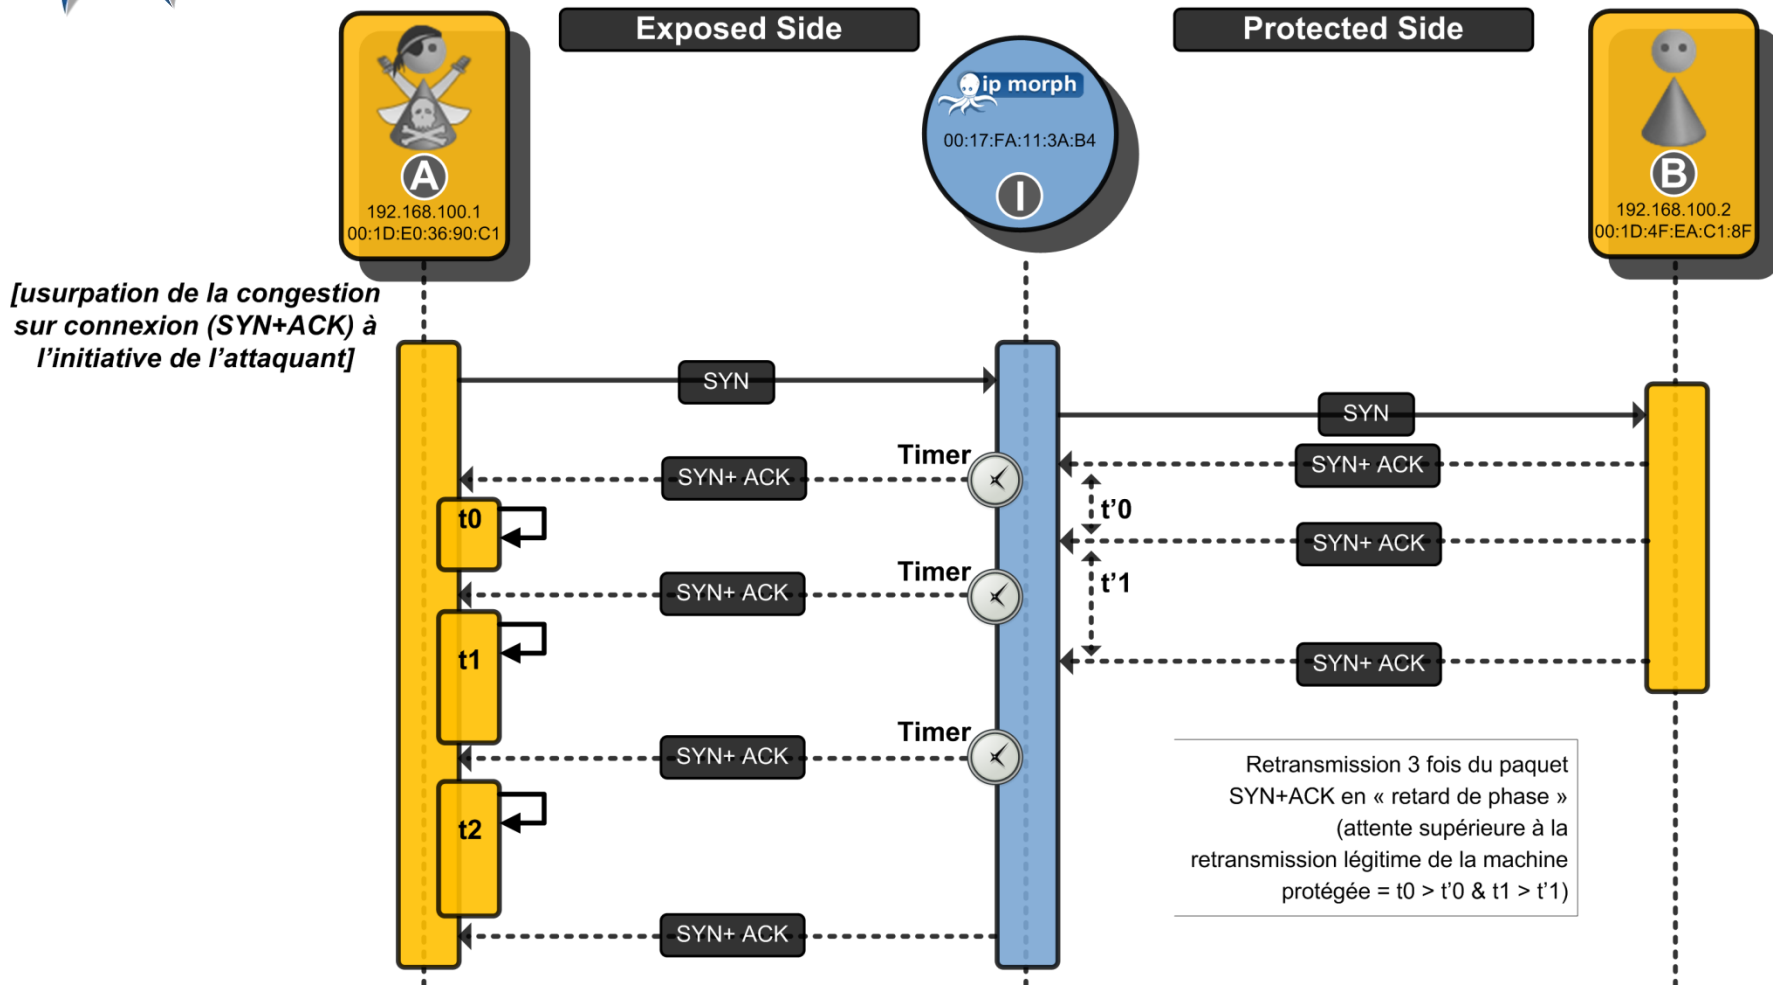 Exposed Side
Protected Side
ip morph
00:17:FA:11:3A:B4
I
A
192.168.100.1
00:1D:E0:36:90:C1
B
192.168.100.2
00:1D:4F:EA:C1:8F
[usurpation de la congestion
sur connexion (SYN+ACK) à
l'initiative de l'attaquant]
SYN
SYN
Timer
SYN+ ACK
SYN+ ACK
t0
t'0
SYN+ ACK
Timer
SYN+ ACK
t'1
t1
SYN+ ACK
Timer
SYN+ ACK
t2
SYN+ ACK
Retransmission 3 fois du paquet
SYN+ACK en « retard de phase »
(attente supérieure à la
retransmission légitime de la machine
protégée = t0 > t'0 & t1 > t'1)